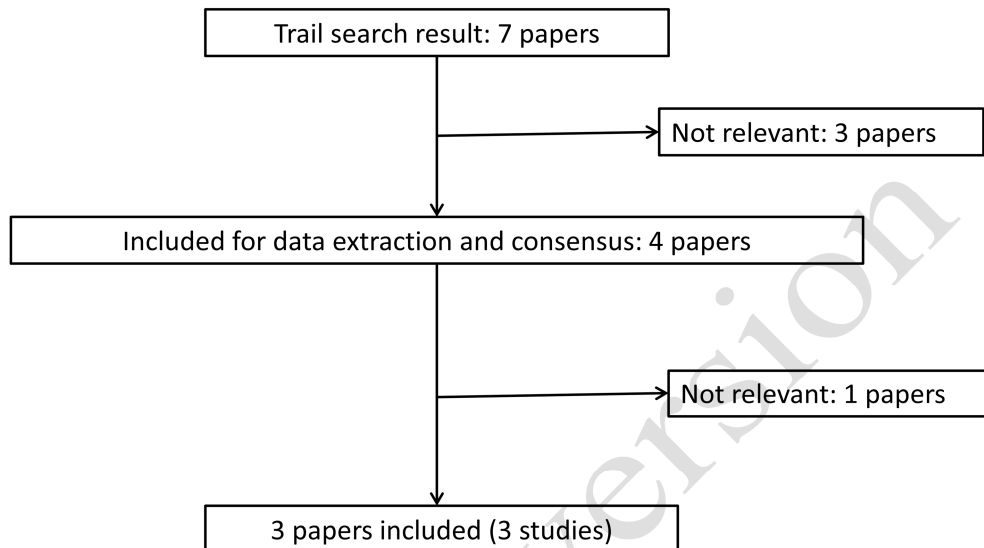 Trail search result: 7 papers
Not relevant: 3 papers
Included for data extraction and consensus: 4 papers
Not relevant: 1 papers
3 papers included (3 studies)
ersion